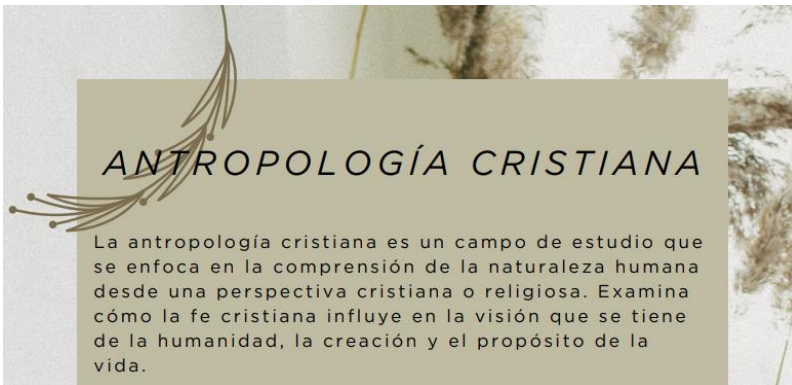 ANTROPOLOGÍA CRISTIANA
La antropología cristiana es un campo de estudio que
se enfoca en la comprensión de la naturaleza humana
desde una perspectiva cristiana o religiosa. Examina
cómo la fe cristiana influye en la visión que se tiene
de la humanidad, la creación y el propósito de la
vida.